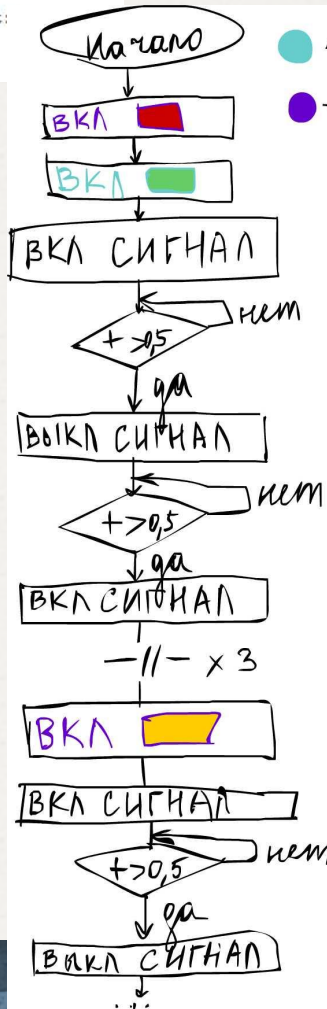 Начало
ВКЛ
ВКЛ
ВКЛ СИГНАЛ
t >0,5
нет
да
ВЫКЛ СИГНАЛ
t >0,5
нет
да
ВКЛ СИГНАЛ
—//— x 3
ВКЛ
ВКЛ СИГНАЛ
t >0,5
нет
да
ВЫКЛ СИГНАЛ
...